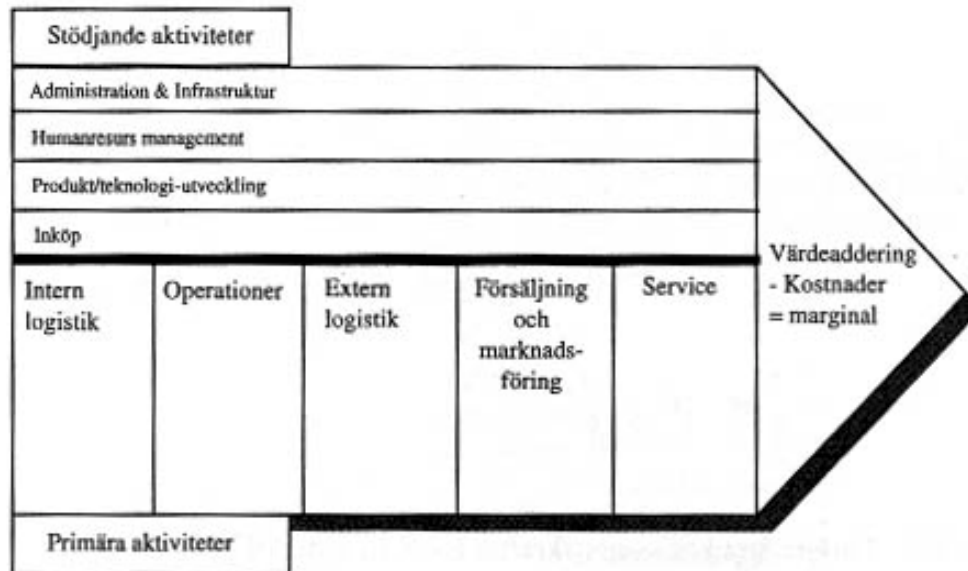 Stödjande aktiviteter
Administration & Infrastruktur
Humanresurs management
Produkt/teknologi-utveckling
Inköp
Intern
logistik
Operationer
Extern
logistik
Försäljning
och
marknads-
föring
Service
Värdeaddering
- Kostnader
= marginal
Primära aktiviteter